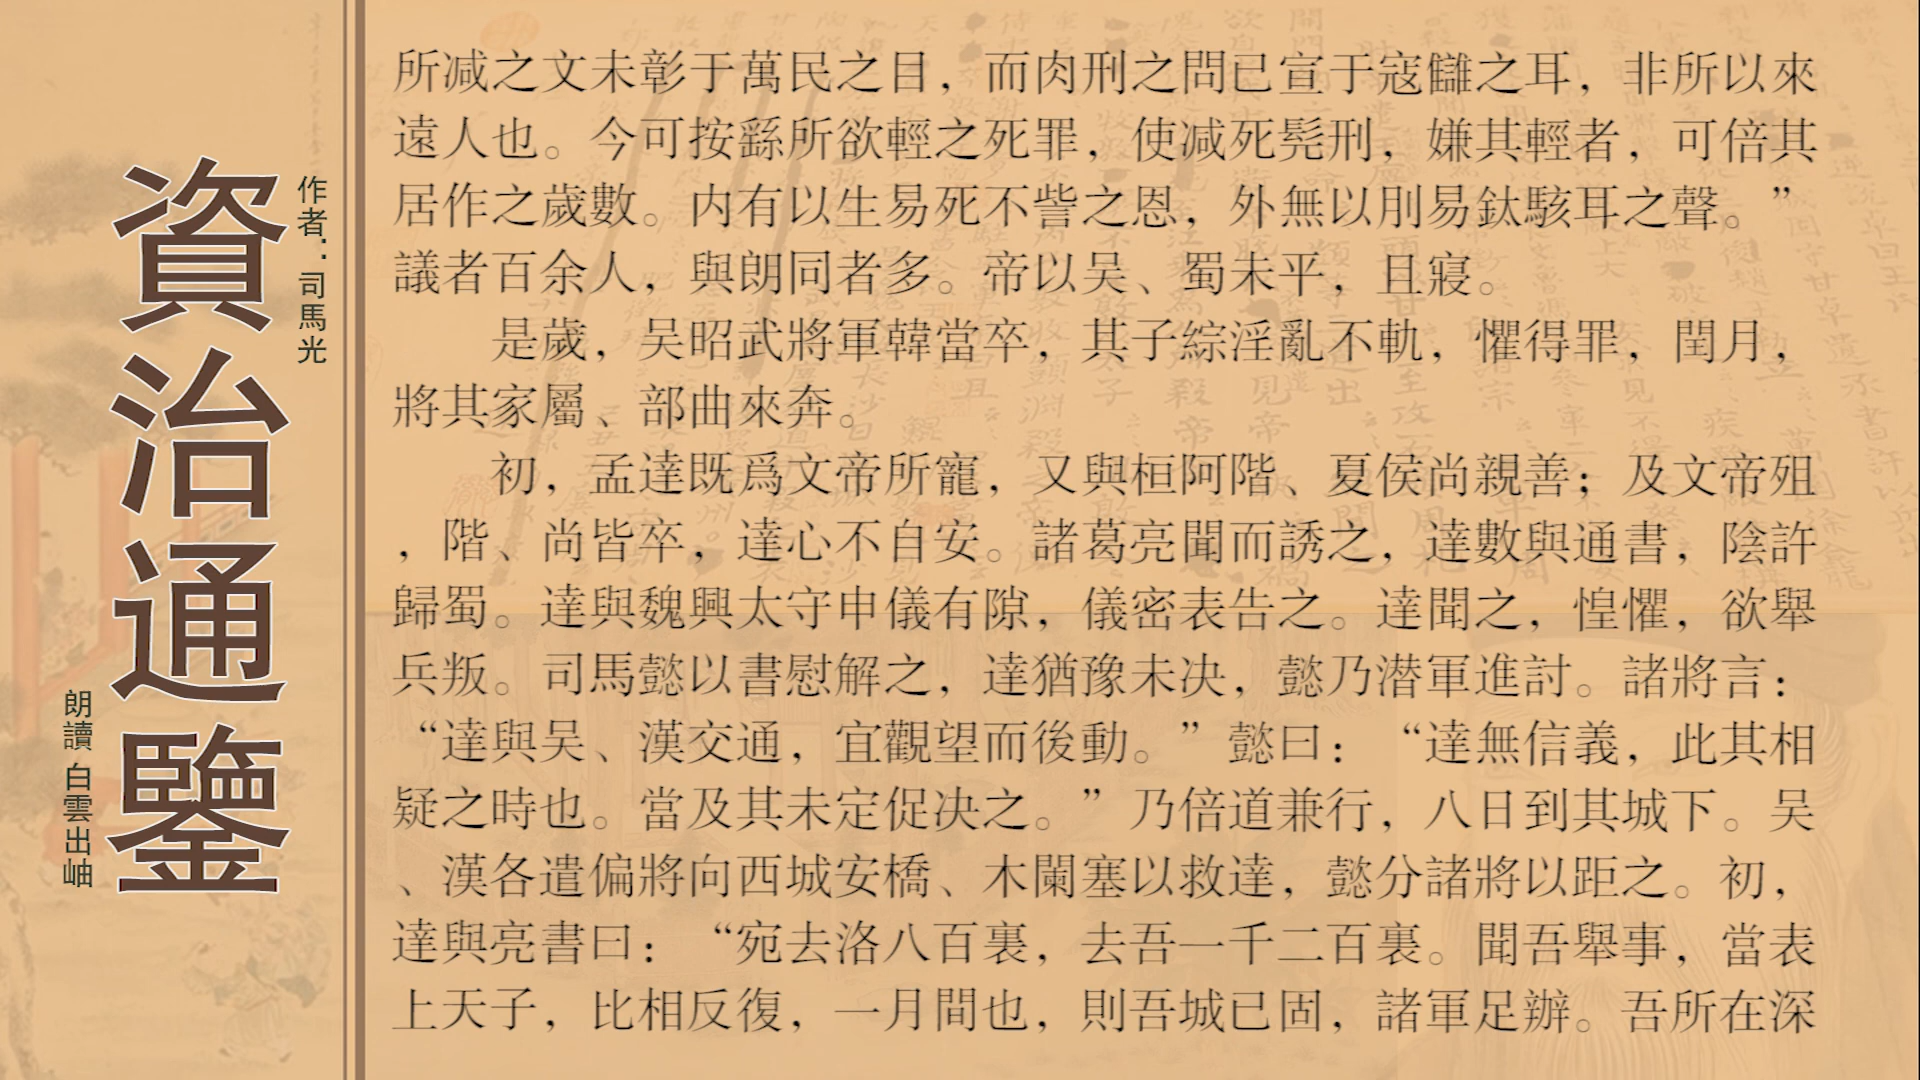 資治通鑒
作者：司馬光
朗讀 白雲出岫
所減之文未彰于萬民之目，而肉刑之問已宣于寇讎之耳，非所以來
遠人也。今可按繇所欲輕之死罪，使减死髡刑，嫌其輕者，可倍其
居作之歲數。内有以生易死不訾之恩，外無以刖易釱駭耳之聲。”
議者百余人，與朗同者多。帝以吴、蜀未平，且寢。
是歲，吴昭武將軍韓當卒，其子綜淫亂不軌，懼得罪，閏月，
將其家屬、部曲來奔。
初，孟達既爲文帝所寵，又與桓阿階、夏侯尚親善；及文帝殂
，階、尚皆卒，達心不自安。諸葛亮聞而誘之，達數與通書，陰許
歸蜀。達與魏興太守申儀有隙，儀密表告之。達聞之，惶懼，欲舉
兵叛。司馬懿以書慰解之，達猶豫未决，懿乃潜軍進討。諸將言：
“達與吴、漢交通，宜觀望而後動。”懿曰：“達無信義，此其相
疑之時也。當及其未定促决之。”乃倍道兼行，八日到其城下。吴
、漢各遣偏將向西城安橋、木闌塞以救達，懿分諸將以距之。初，
達與亮書曰：“宛去洛八百裏，去吾一千二百裏。聞吾舉事，當表
上天子，比相反復，一月間也，則吾城已固，諸軍足辦。吾所在深